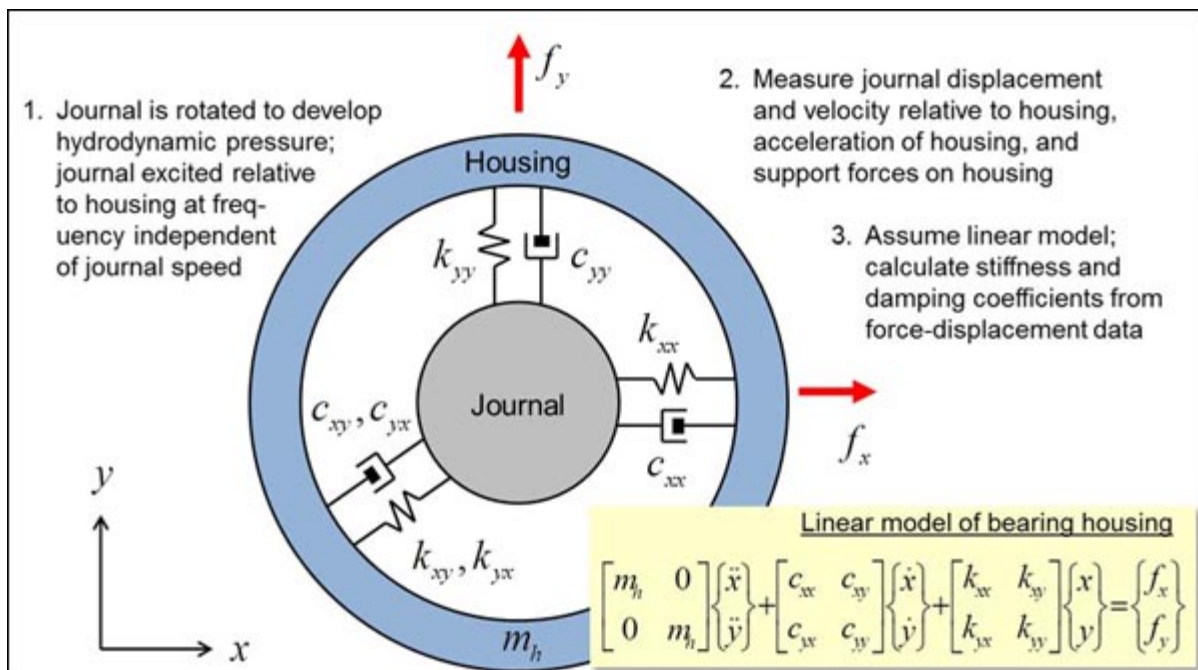 1. Journal is rotated to develop
hydrodynamic pressure;
journal excited relative
to housing at freq-
uency independent
of journal speed
f_y
2. Measure journal displacement
and velocity relative to housing,
acceleration of housing, and
support forces on housing
3. Assume linear model;
calculate stiffness and
damping coefficients from
force-displacement data
Housing
k_yy
c_yy
k_xx
Journal
c_xx
f_x
c_xy, c_yx
k_xy, k_yx
y
x
m_h
Linear model of bearing housing
[m_h 0] {ẍ} + [c_xx c_xy] {ẋ} + [k_xx k_xy] {x} = {f_x}
[0 m_h] {ÿ} [c_yx c_yy] {ẏ} [k_yx k_yy] {y} {f_y}